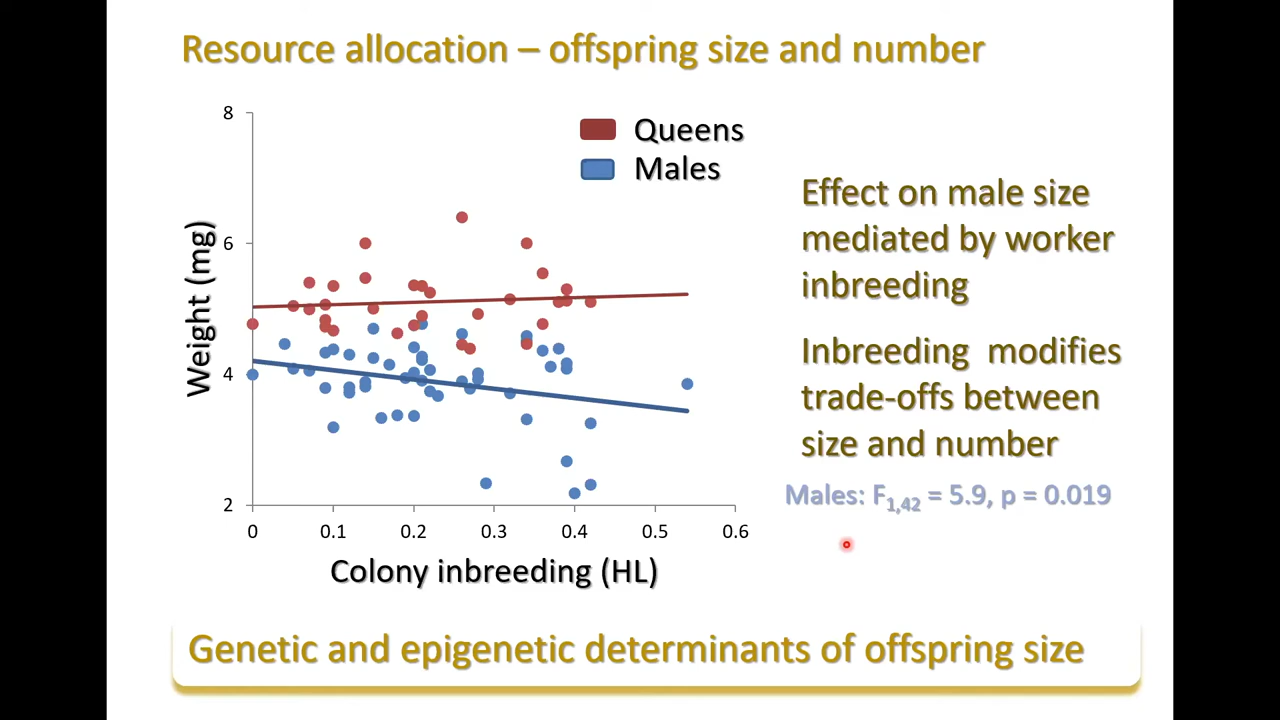 Resource allocation – offspring size and number
8
6
4
2
Weight (mg)
Queens
Males
0 0.1 0.2 0.3 0.4 0.5 0.6
Colony inbreeding (HL)
Effect on male size
mediated by worker
inbreeding
Inbreeding modifies
trade-offs between
size and number
Males: F1,42 = 5.9, p = 0.019
Genetic and epigenetic determinants of offspring size